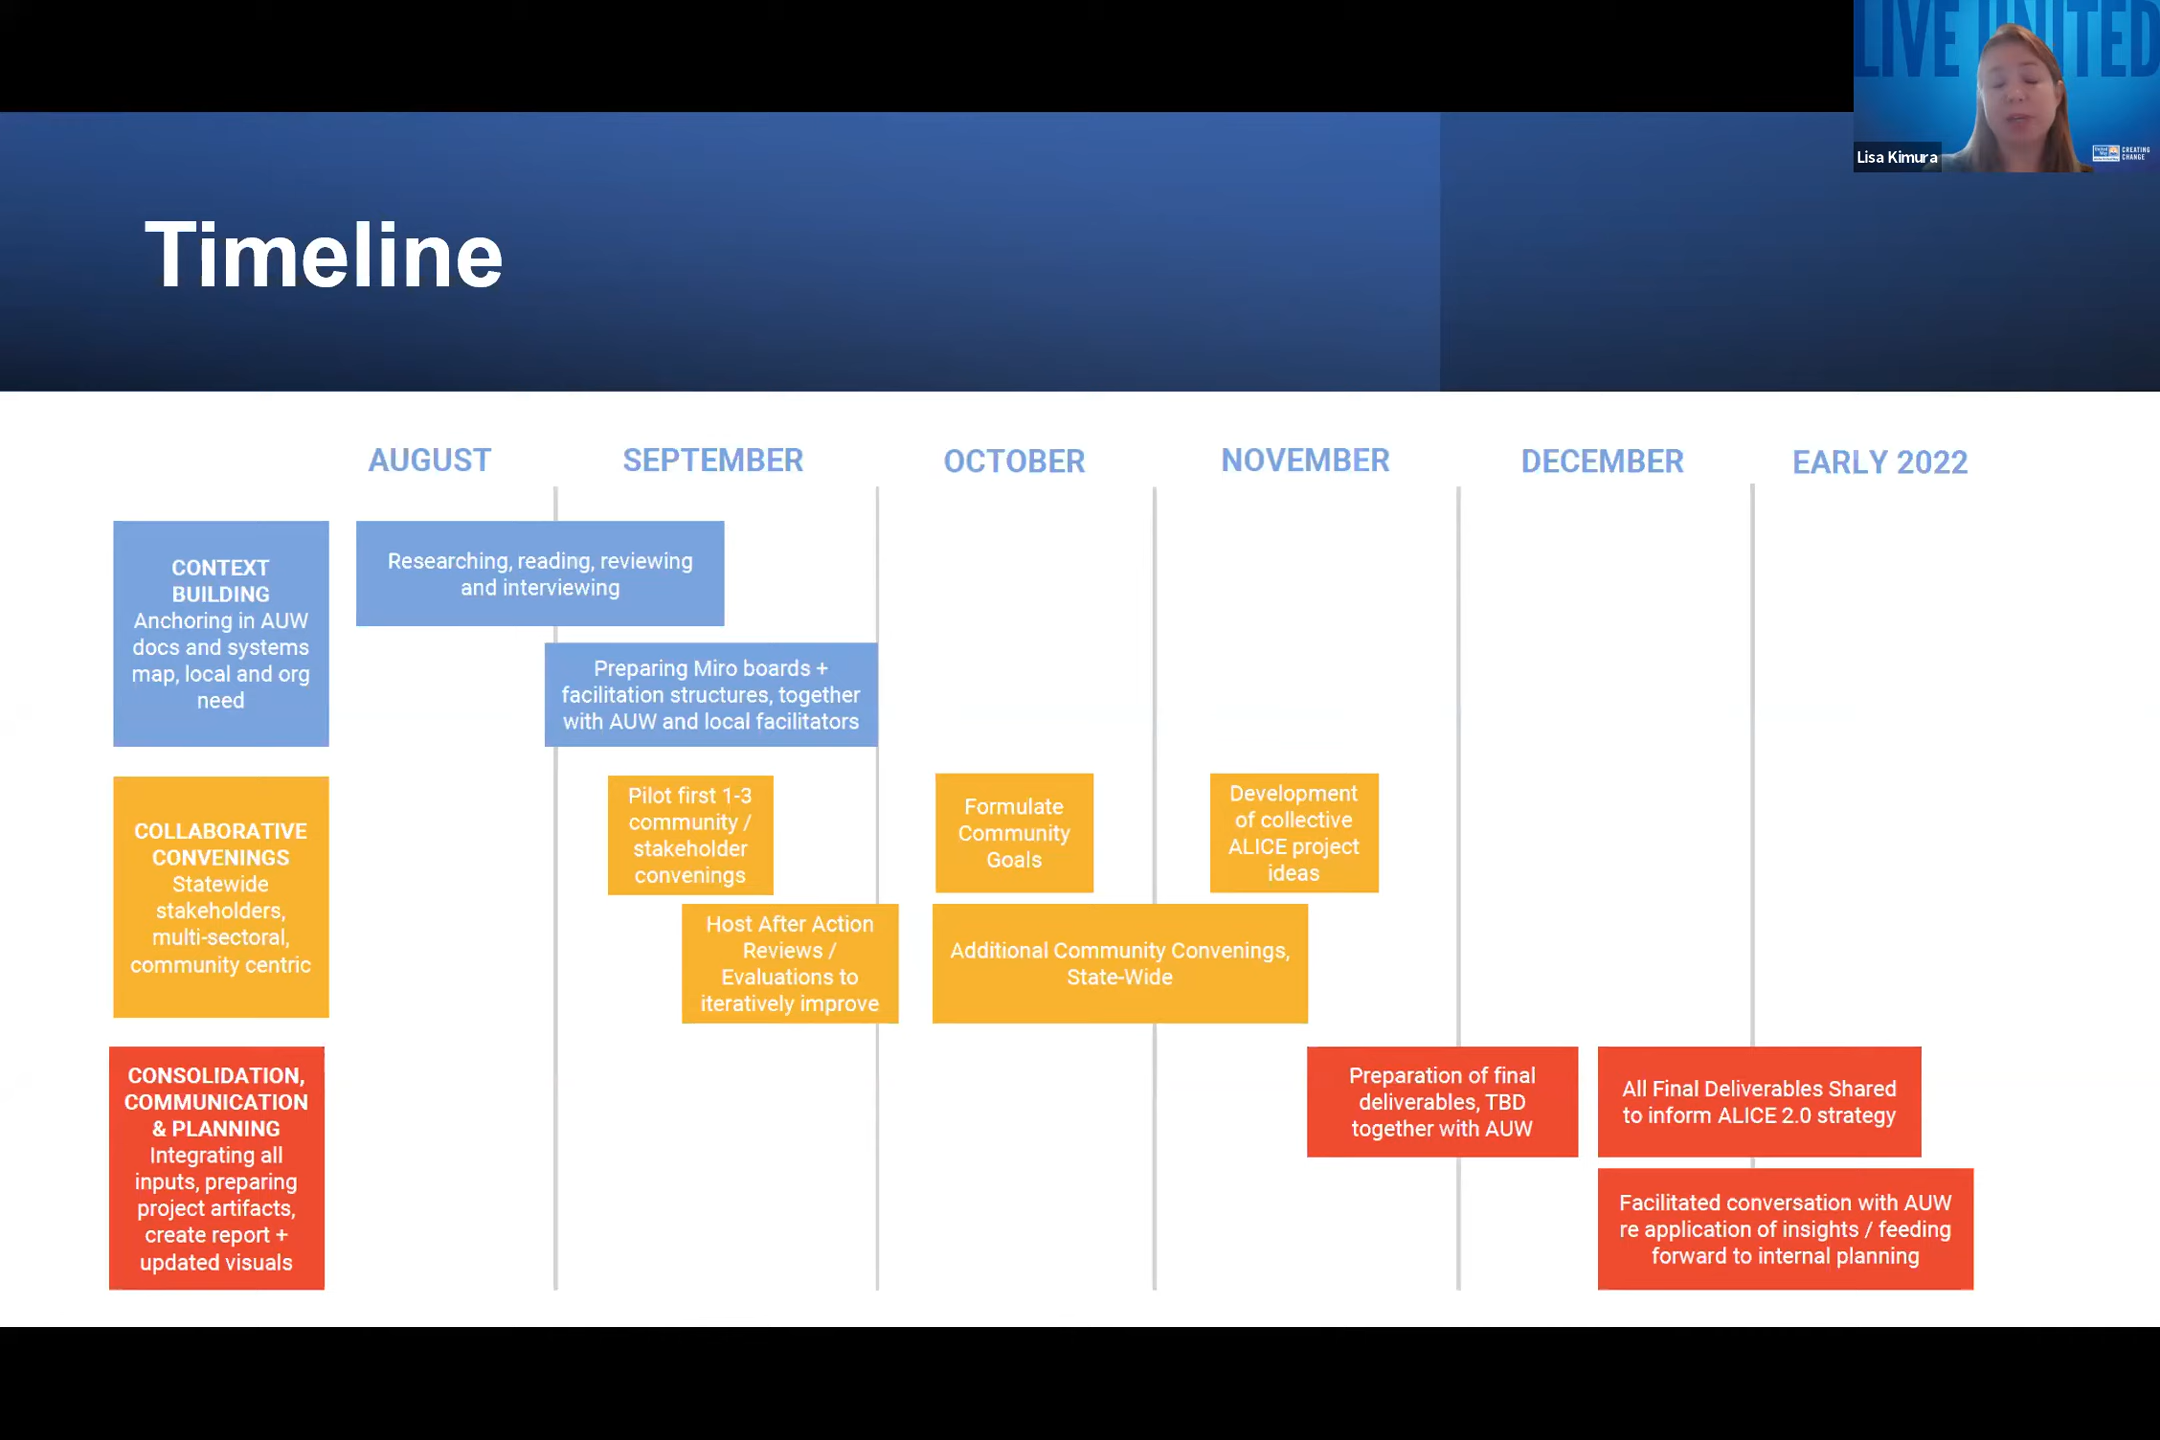 LIVE UNITED
Lisa Kimura
CREATING
CHANGE
Timeline
AUGUST
SEPTEMBER
OCTOBER
NOVEMBER
DECEMBER
EARLY 2022
CONTEXT
BUILDING
Anchoring in AUW
docs and systems
map, local and org
need
Researching, reading, reviewing
and interviewing
Preparing Miro boards +
facilitation structures, together
with AUW and local facilitators
COLLABORATIVE
CONVENINGS
Statewide
stakeholders,
multi-sectoral,
community centric
Pilot first 1-3
community /
stakeholder
convenings
Host After Action
Reviews /
Evaluations to
iteratively improve
Formulate
Community
Goals
Additional Community Convenings,
State-Wide
Development
of collective
ALICE project
ideas
CONSOLIDATION,
COMMUNICATION
& PLANNING
Integrating all
inputs, preparing
project artifacts,
create report +
updated visuals
Preparation of final
deliverables, TBD
together with AUW
All Final Deliverables Shared
to inform ALICE 2.0 strategy
Facilitated conversation with AUW
re application of insights / feeding
forward to internal planning